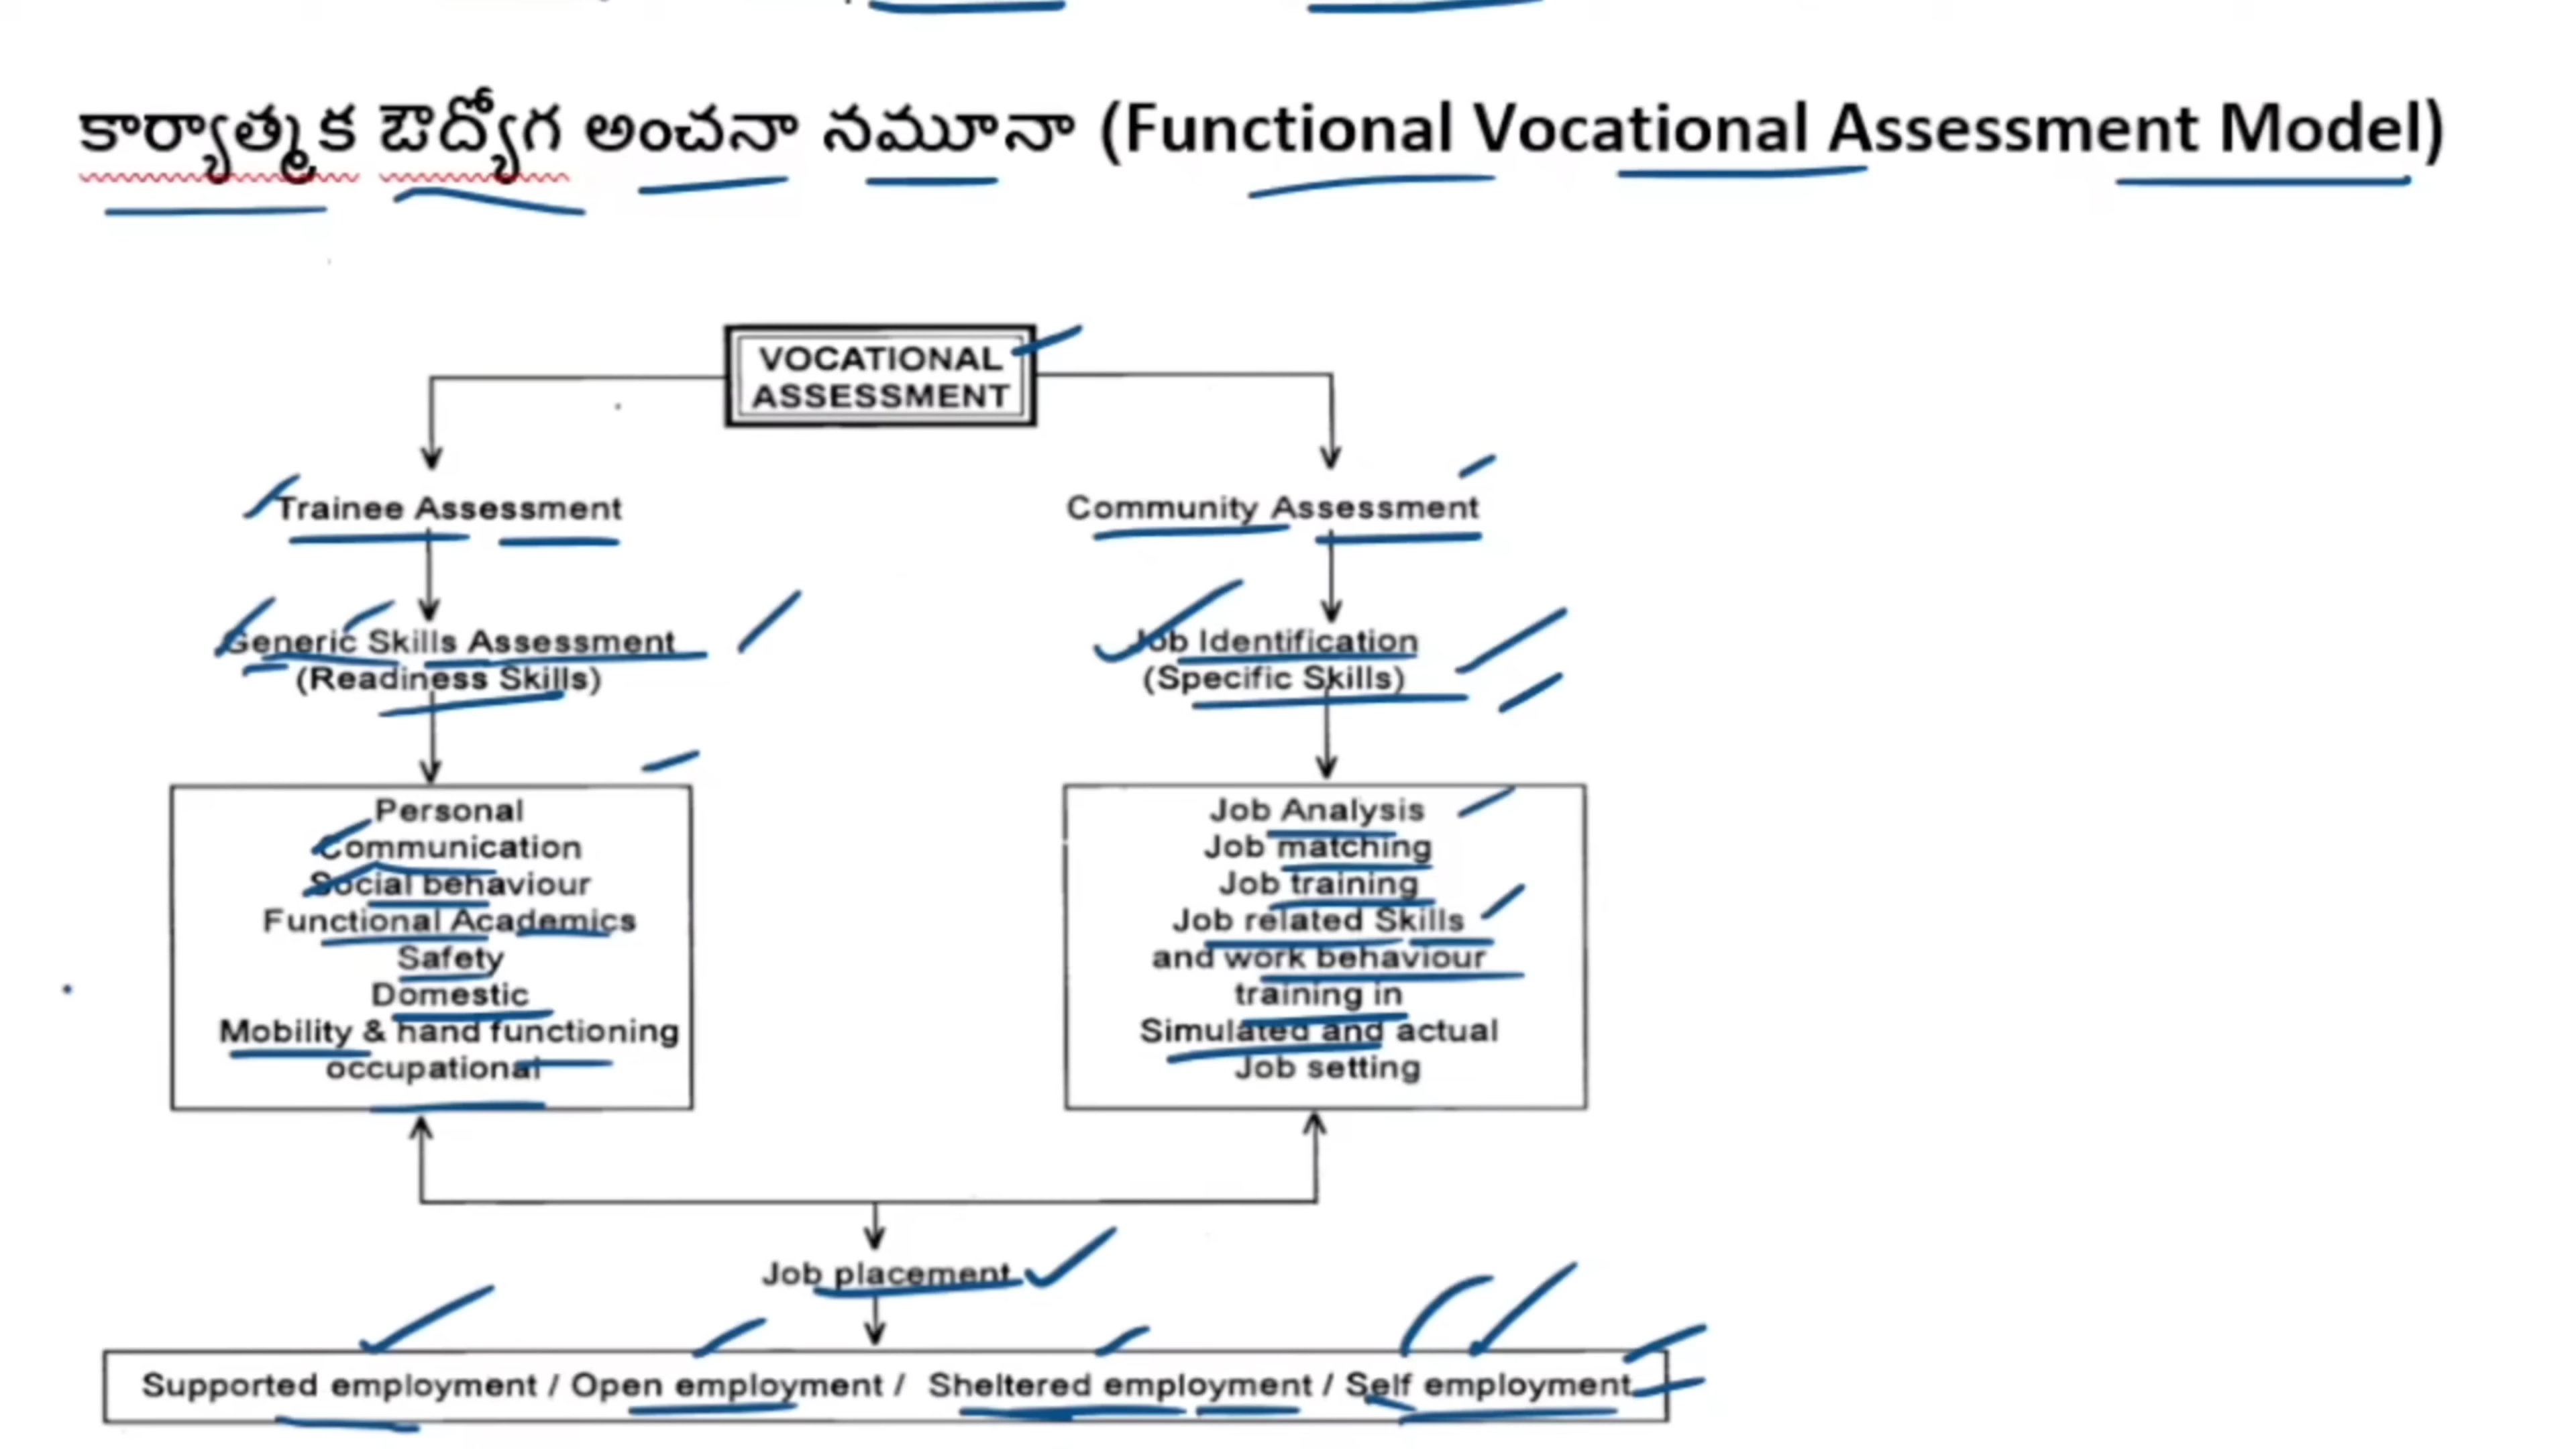 కార్యాత్మక ఔద్యోగ అంచనా నమూనా (Functional Vocational Assessment Model)
VOCATIONAL
ASSESSMENT
Trainee Assessment
Community Assessment
Generic Skills Assessment
(Readiness Skills)
Job Identification
(Specific Skills)
Personal
Communication
Social behaviour
Functional Academics
Safety
Domestic
Mobility & hand functioning
occupational
Job Analysis
Job matching
Job training
Job related Skills
and work behaviour
training in
Simulated and actual
Job setting
Job placement
Supported employment / Open employment / Sheltered employment / Self employment